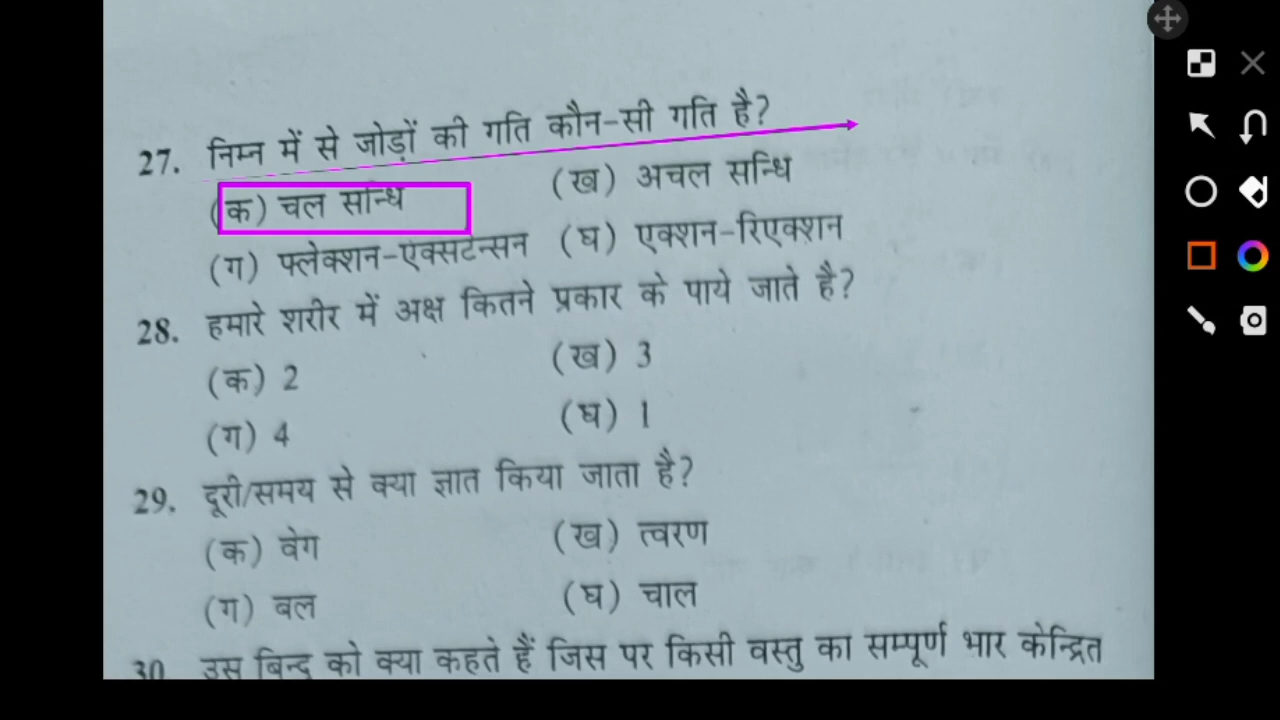 27. निम्न में से जोड़ों की गति कौन-सी गति है?
(क) चल सन्धि (ख) अचल सन्धि
(ग) फ्लेक्शन-एक्सटेन्सन (घ) एक्शन-रिएक्शन
28. हमारे शरीर में अक्ष कितने प्रकार के पाये जाते है?
(क) 2 (ख) 3
(ग) 4 (घ) 1
29. दूरी/समय से क्या ज्ञात किया जाता है?
(क) वेग (ख) त्वरण
(ग) बल (घ) चाल
30. उस बिन्दु को क्या कहते हैं जिस पर किसी वस्तु का सम्पूर्ण भार केन्द्रित